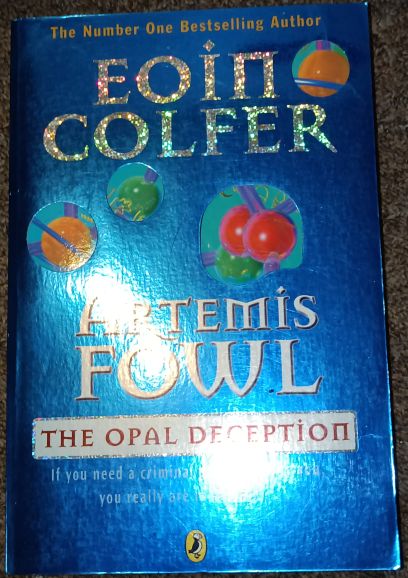 The Number One Bestselling Author
EOIN
COLFER
ARTEMIS
FOWL
THE OPAL DECEPTION
If you need a criminal
you really are